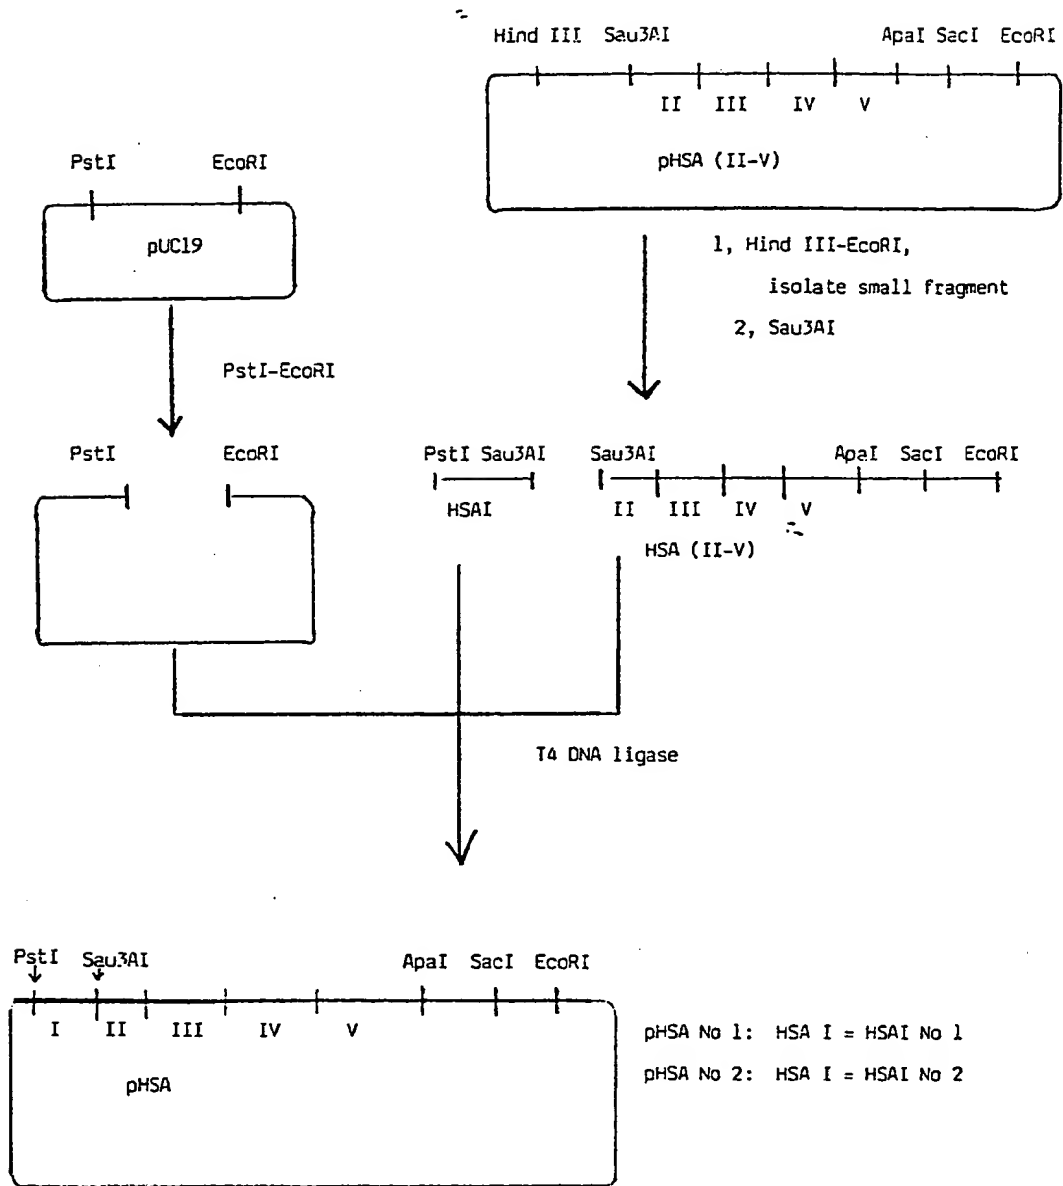 Hind III Sau3AI ApaI SacI EcoRI
II III IV V
pHSA (II-V)
PstI EcoRI
pUC19
1, Hind III-EcoRI,
isolate small fragment
2, Sau3AI
PstI-EcoRI
PstI EcoRI
PstI Sau3AI
HSAI
Sau3AI ApaI SacI EcoRI
II III IV V
HSA (II-V)
T4 DNA ligase
PstI Sau3AI ApaI SacI EcoRI
I II III IV V
pHSA
pHSA No 1: HSA I = HSAI No 1
pHSA No 2: HSA I = HSAI No 2